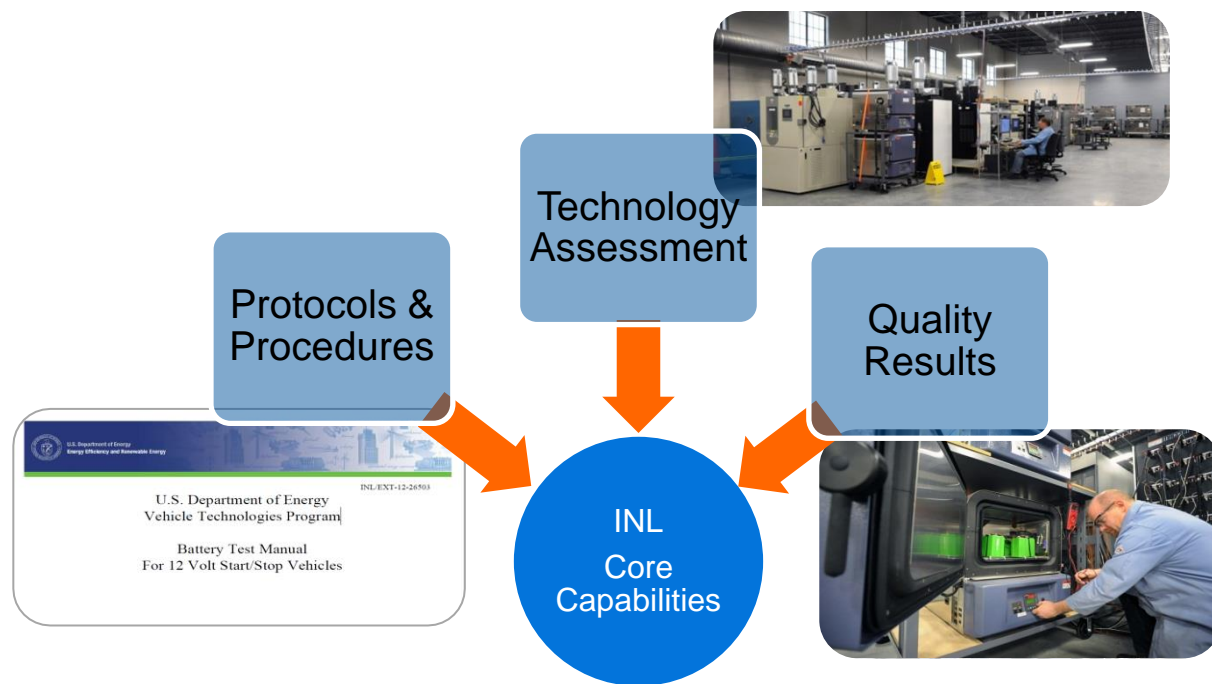 Technology
Assessment
Protocols &
Procedures
Quality
Results
U.S. Department of Energy
Energy Efficiency and Renewable Energy
INL/EXT-12-26503
U.S. Department of Energy
Vehicle Technologies Program
Battery Test Manual
For 12 Volt Start/Stop Vehicles
INL
Core
Capabilities